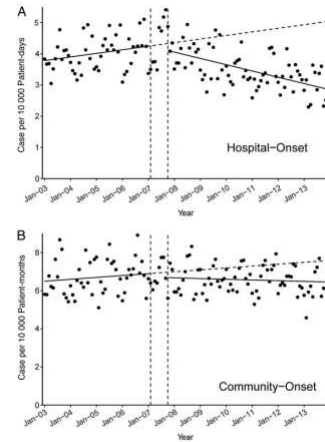 A
Case per 10 000 Patient-days
5
4
3
2
1
0
Hospital-Onset
Jan-03 Jan-04 Jan-05 Jan-06 Jan-07 Jan-08 Jan-09 Jan-10 Jan-11 Jan-12 Jan-13
Year
B
Case per 10 000 Patient-months
8
6
4
2
0
Community-Onset
Jan-03 Jan-04 Jan-05 Jan-06 Jan-07 Jan-08 Jan-09 Jan-10 Jan-11 Jan-12 Jan-13
Year